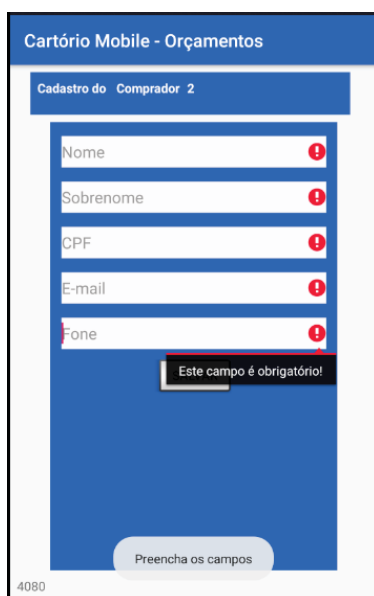 Cartório Mobile - Orçamentos
Cadastro do Comprador 2
Nome
Sobrenome
CPF
E-mail
Fone
Este campo é obrigatório!
Preencha os campos
4080